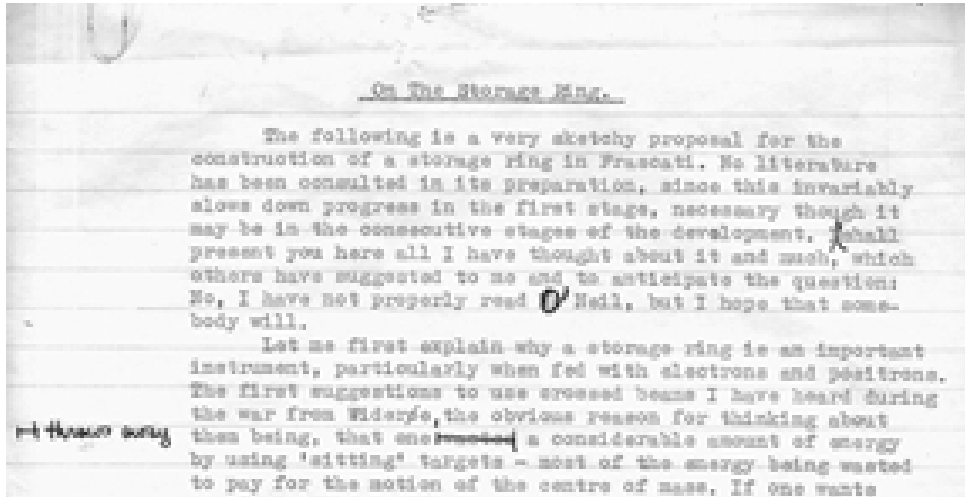 On The Storage Ring.
The following is a very sketchy proposal for the
construction of a storage ring in Frascati. No literature
has been consulted in its preparation, since this invariably
slows down progress in the first stage, necessary though it
may be in the consecutive stages of the development. I shall
present you here all I have thought about it and much, which
others have suggested to me and to anticipate the question:
No, I have not properly read O' Neil, but I hope that some-
body will.
Let me first explain why a storage ring is an important
instrument, particularly when fed with electrons and positrons.
The first suggestions to use crossed beams I have heard during
the war from Widerøe, the obvious reason for thinking about
them being, that one a considerable amount of energy
throws away
by using 'sitting' targets - most of the energy being wasted
to pay for the motion of the centre of mass. If one wants